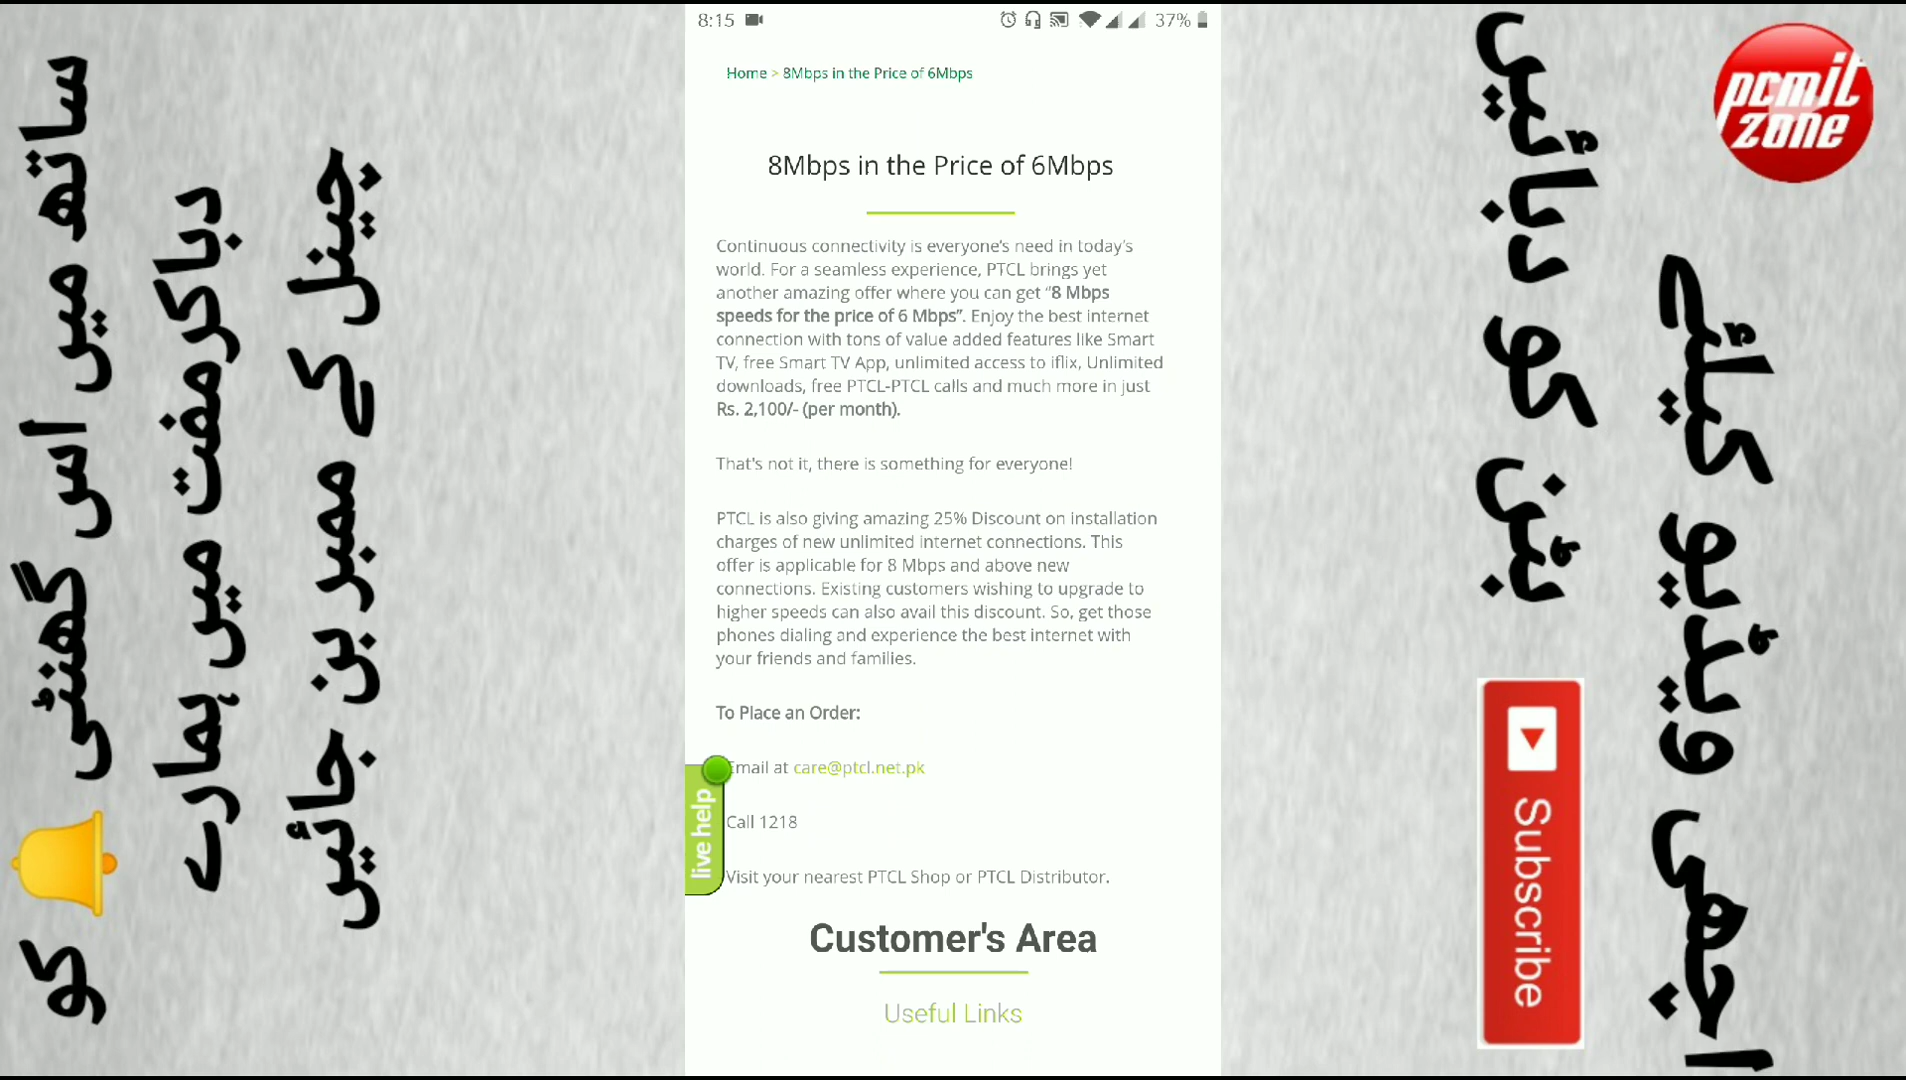 ساتھ میں اس گھنٹی
کو
دباکرمفت میں ہمارے
چینل کے ممبر بن جائیں
8:15
37%
Home > 8Mbps in the Price of 6Mbps
8Mbps in the Price of 6Mbps
Continuous connectivity is everyone's need in today's
world. For a seamless experience, PTCL brings yet
another amazing offer where you can get "8 Mbps
speeds for the price of 6 Mbps". Enjoy the best internet
connection with tons of value added features like Smart
TV, free Smart TV App, unlimited access to iflix, Unlimited
downloads, free PTCL-PTCL calls and much more in just
Rs. 2,100/- (per month).
That's not it, there is something for everyone!
PTCL is also giving amazing 25% Discount on installation
charges of new unlimited internet connections. This
offer is applicable for 8 Mbps and above new
connections. Existing customers wishing to upgrade to
higher speeds can also avail this discount. So, get those
phones dialing and experience the best internet with
your friends and families.
To Place an Order:
Email at care@ptcl.net.pk
Call 1218
Visit your nearest PTCL Shop or PTCL Distributor.
live help
Customer's Area
Useful Links
اچھی ویڈیو کیلئے
Subscribe
بٹن کو دبائیں
pcmit
zone